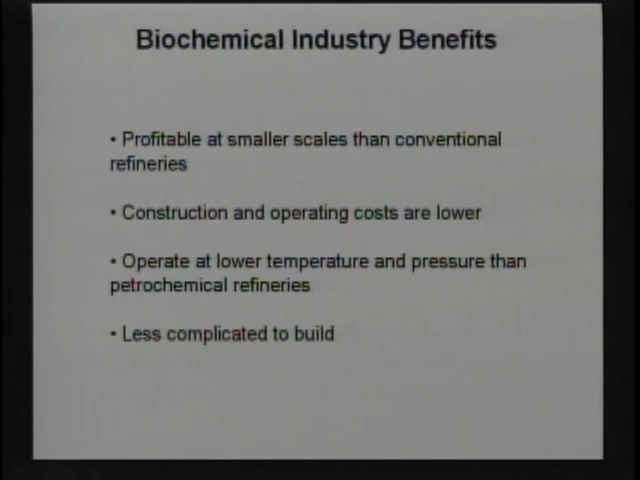 Biochemical Industry Benefits
• Profitable at smaller scales than conventional
refineries
• Construction and operating costs are lower
• Operate at lower temperature and pressure than
petrochemical refineries
• Less complicated to build